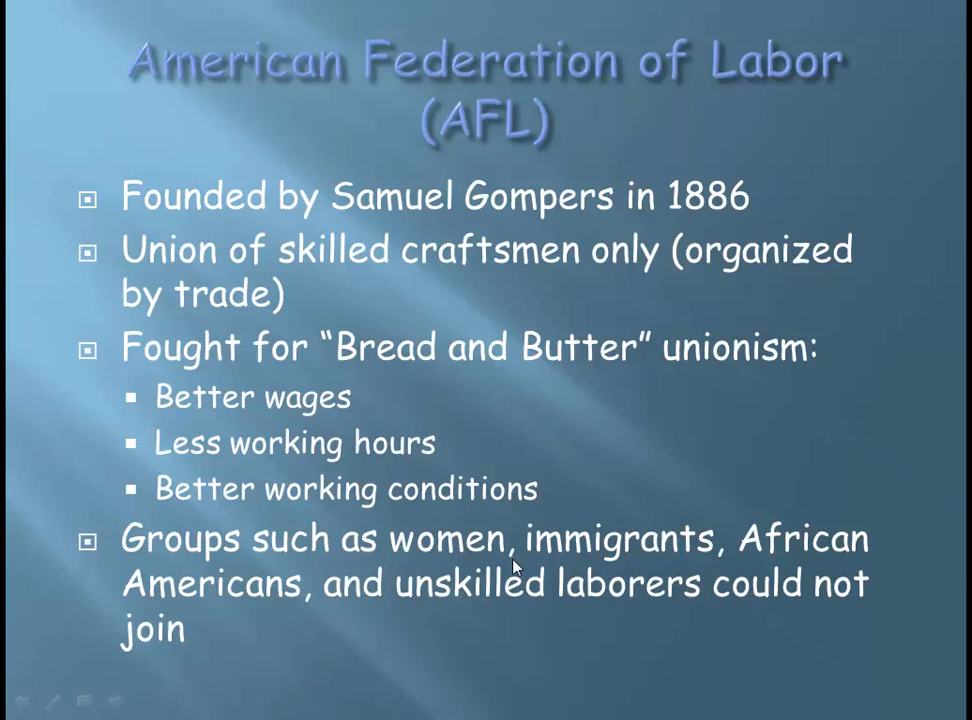 American Federation of Labor
(AFL)
Founded by Samuel Gompers in 1886
Union of skilled craftsmen only (organized
by trade)
Fought for “Bread and Butter” unionism:
Better wages
Less working hours
Better working conditions
Groups such as women, immigrants, African
Americans, and unskilled laborers could not
join